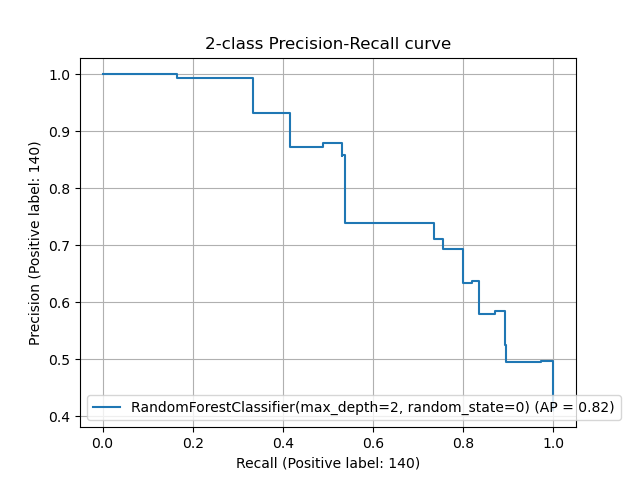 2-class Precision-Recall curve
Precision (Positive label: 140)
1.0
0.9
0.8
0.7
0.6
0.5
0.4
RandomForestClassifier(max_depth=2, random_state=0) (AP = 0.82)
0.0 0.2 0.4 0.6 0.8 1.0
Recall (Positive label: 140)